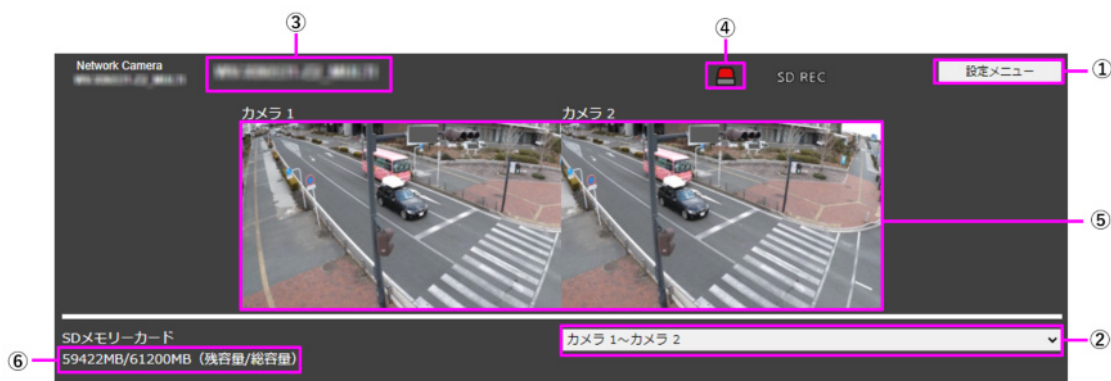 ③
④
Network Camera
SD REC
設定メニュー
①
カメラ 1
カメラ 2
⑤
SDメモリーカード
カメラ 1～カメラ 2
②
⑥
59422MB/61200MB（残容量/総容量）